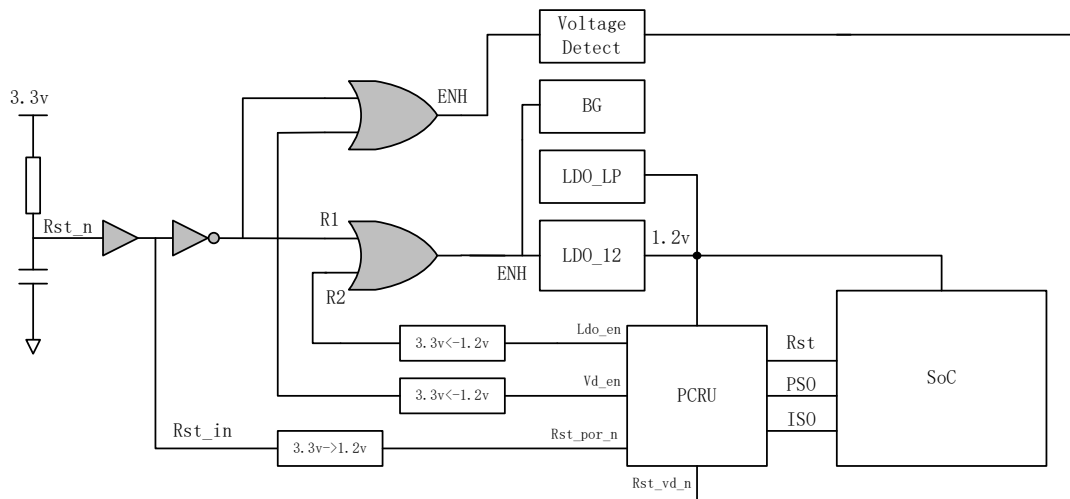 Voltage
Detect
3.3v
ENH
BG
LDO_LP
Rst_n
R1
1.2v
LDO_12
ENH
R2
Ldo_en
3.3v<-1.2v
Rst
Vd_en
3.3v<-1.2v
PCRU
PSO
SoC
ISO
Rst_in
Rst_por_n
3.3v->1.2v
Rst_vd_n